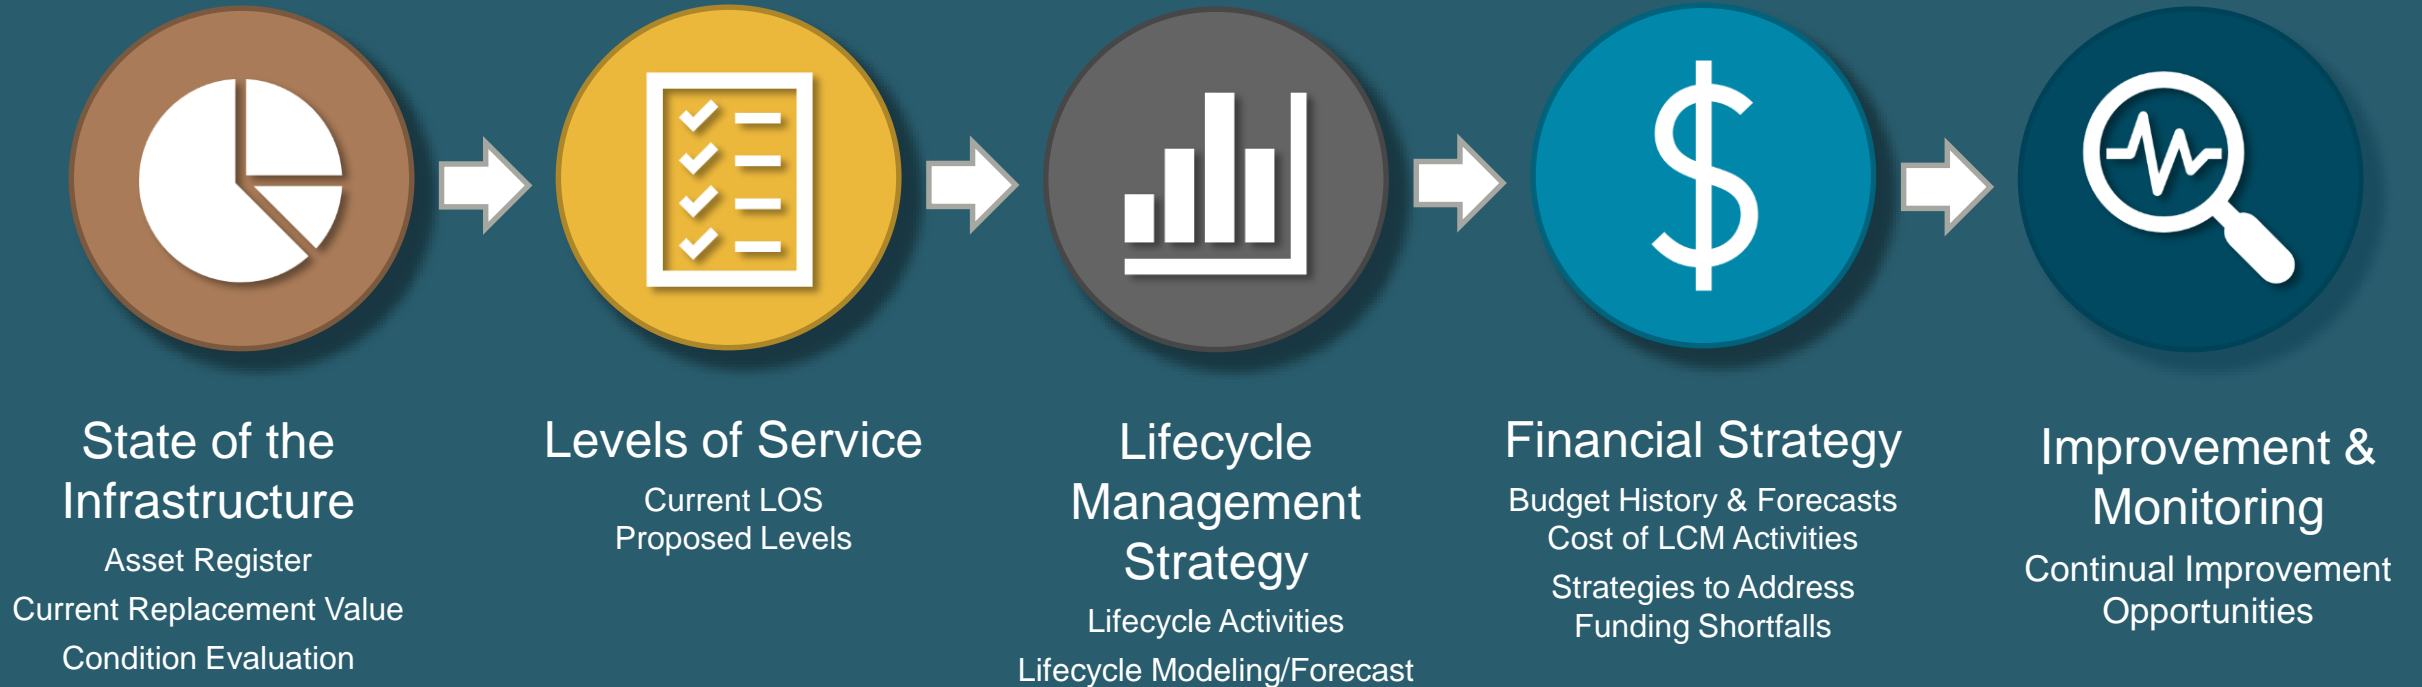 State of the
Infrastructure
Asset Register
Current Replacement Value
Condition Evaluation
Levels of Service
Current LOS
Proposed Levels
Lifecycle
Management
Strategy
Lifecycle Activities
Lifecycle Modeling/Forecast
Financial Strategy
Budget History & Forecasts
Cost of LCM Activities
Strategies to Address
Funding Shortfalls
Improvement &
Monitoring
Continual Improvement
Opportunities